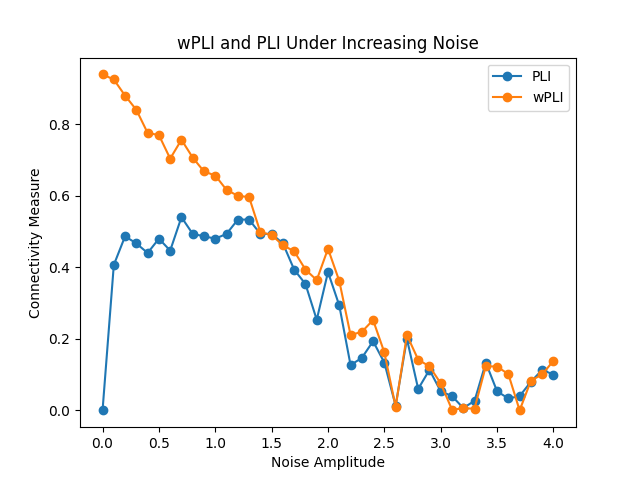 wPLI and PLI Under Increasing Noise
PLI
wPLI
Connectivity Measure
0.8
0.6
0.4
0.2
0.0
0.0 0.5 1.0 1.5 2.0 2.5 3.0 3.5 4.0
Noise Amplitude